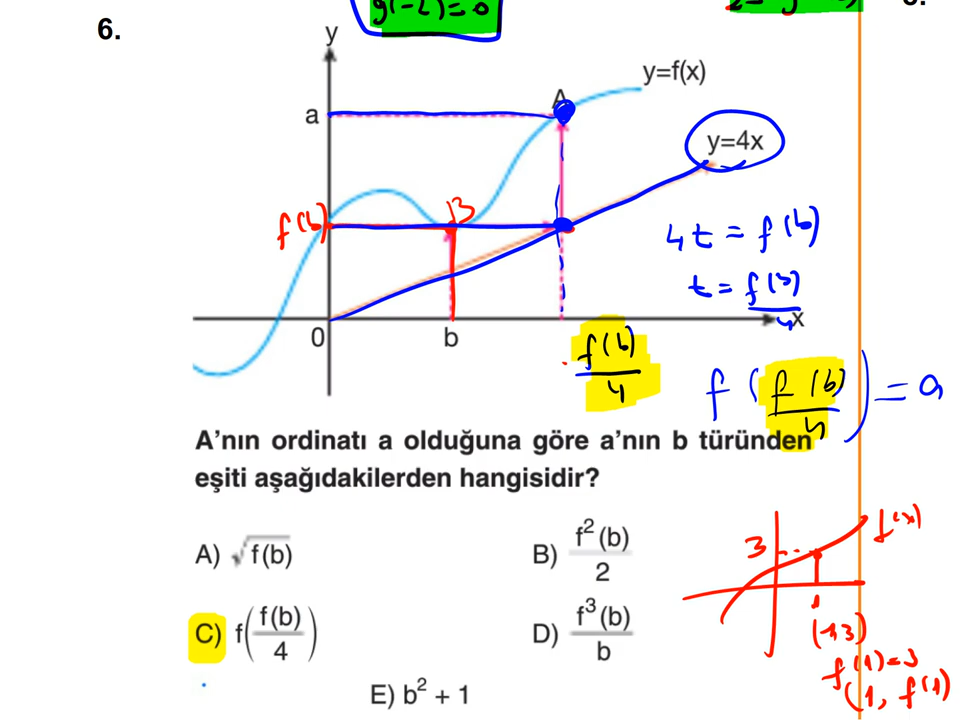 g(-2)=0
6.
y
y=f(x)
A
a
y=4x
B
f(b)
4t = f(b)
t = f(b)/4
x
0
b
f(b)/4
f(f(b)/4) = a
A'nın ordinatı a olduğuna göre a'nın b türünden
eşiti aşağıdakilerden hangisidir?
f(x)
3
A) √f(b)
B) f²(b)/2
1
(1,3)
C) f(f(b)/4)
D) f³(b)/b
f(1)=3
(1, f(1)
E) b² + 1